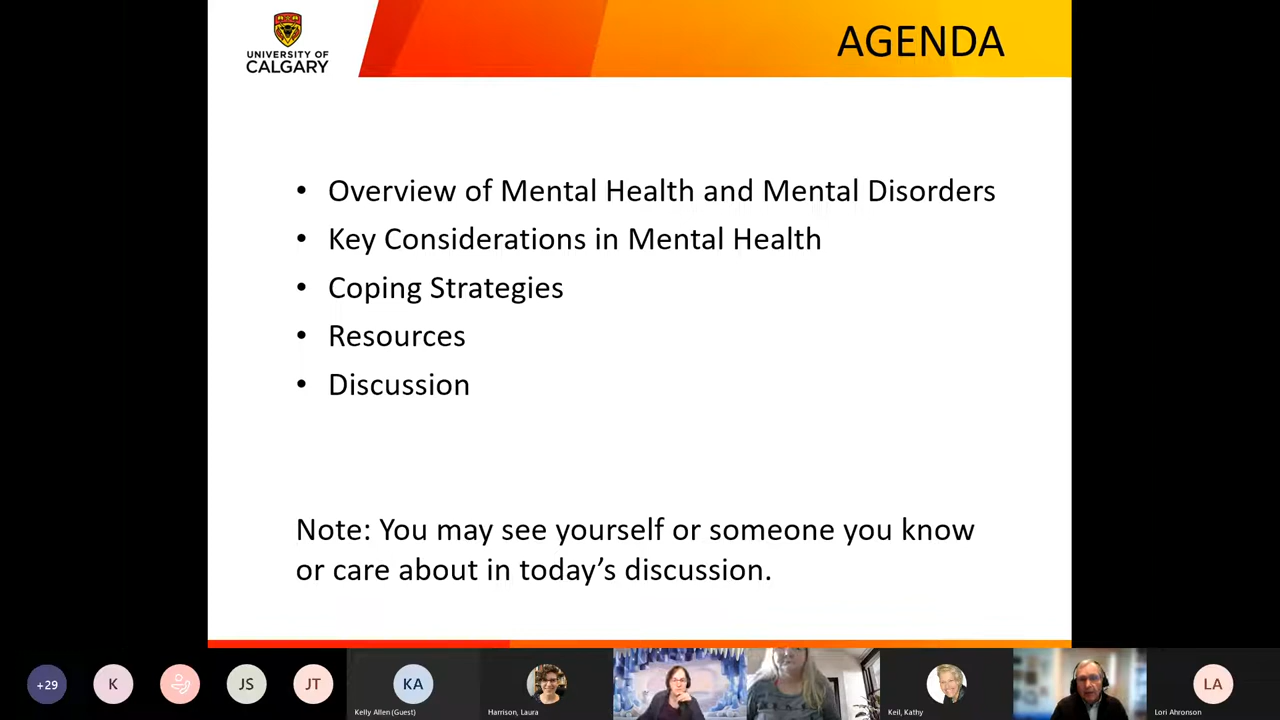 UNIVERSITY OF
CALGARY
AGENDA
• Overview of Mental Health and Mental Disorders
• Key Considerations in Mental Health
• Coping Strategies
• Resources
• Discussion
Note: You may see yourself or someone you know
or care about in today’s discussion.
+29
K
JS
JT
KA
Kelly Allen (Guest)
Harrison, Laura
Keil, Kathy
LA
Lori Ahronson